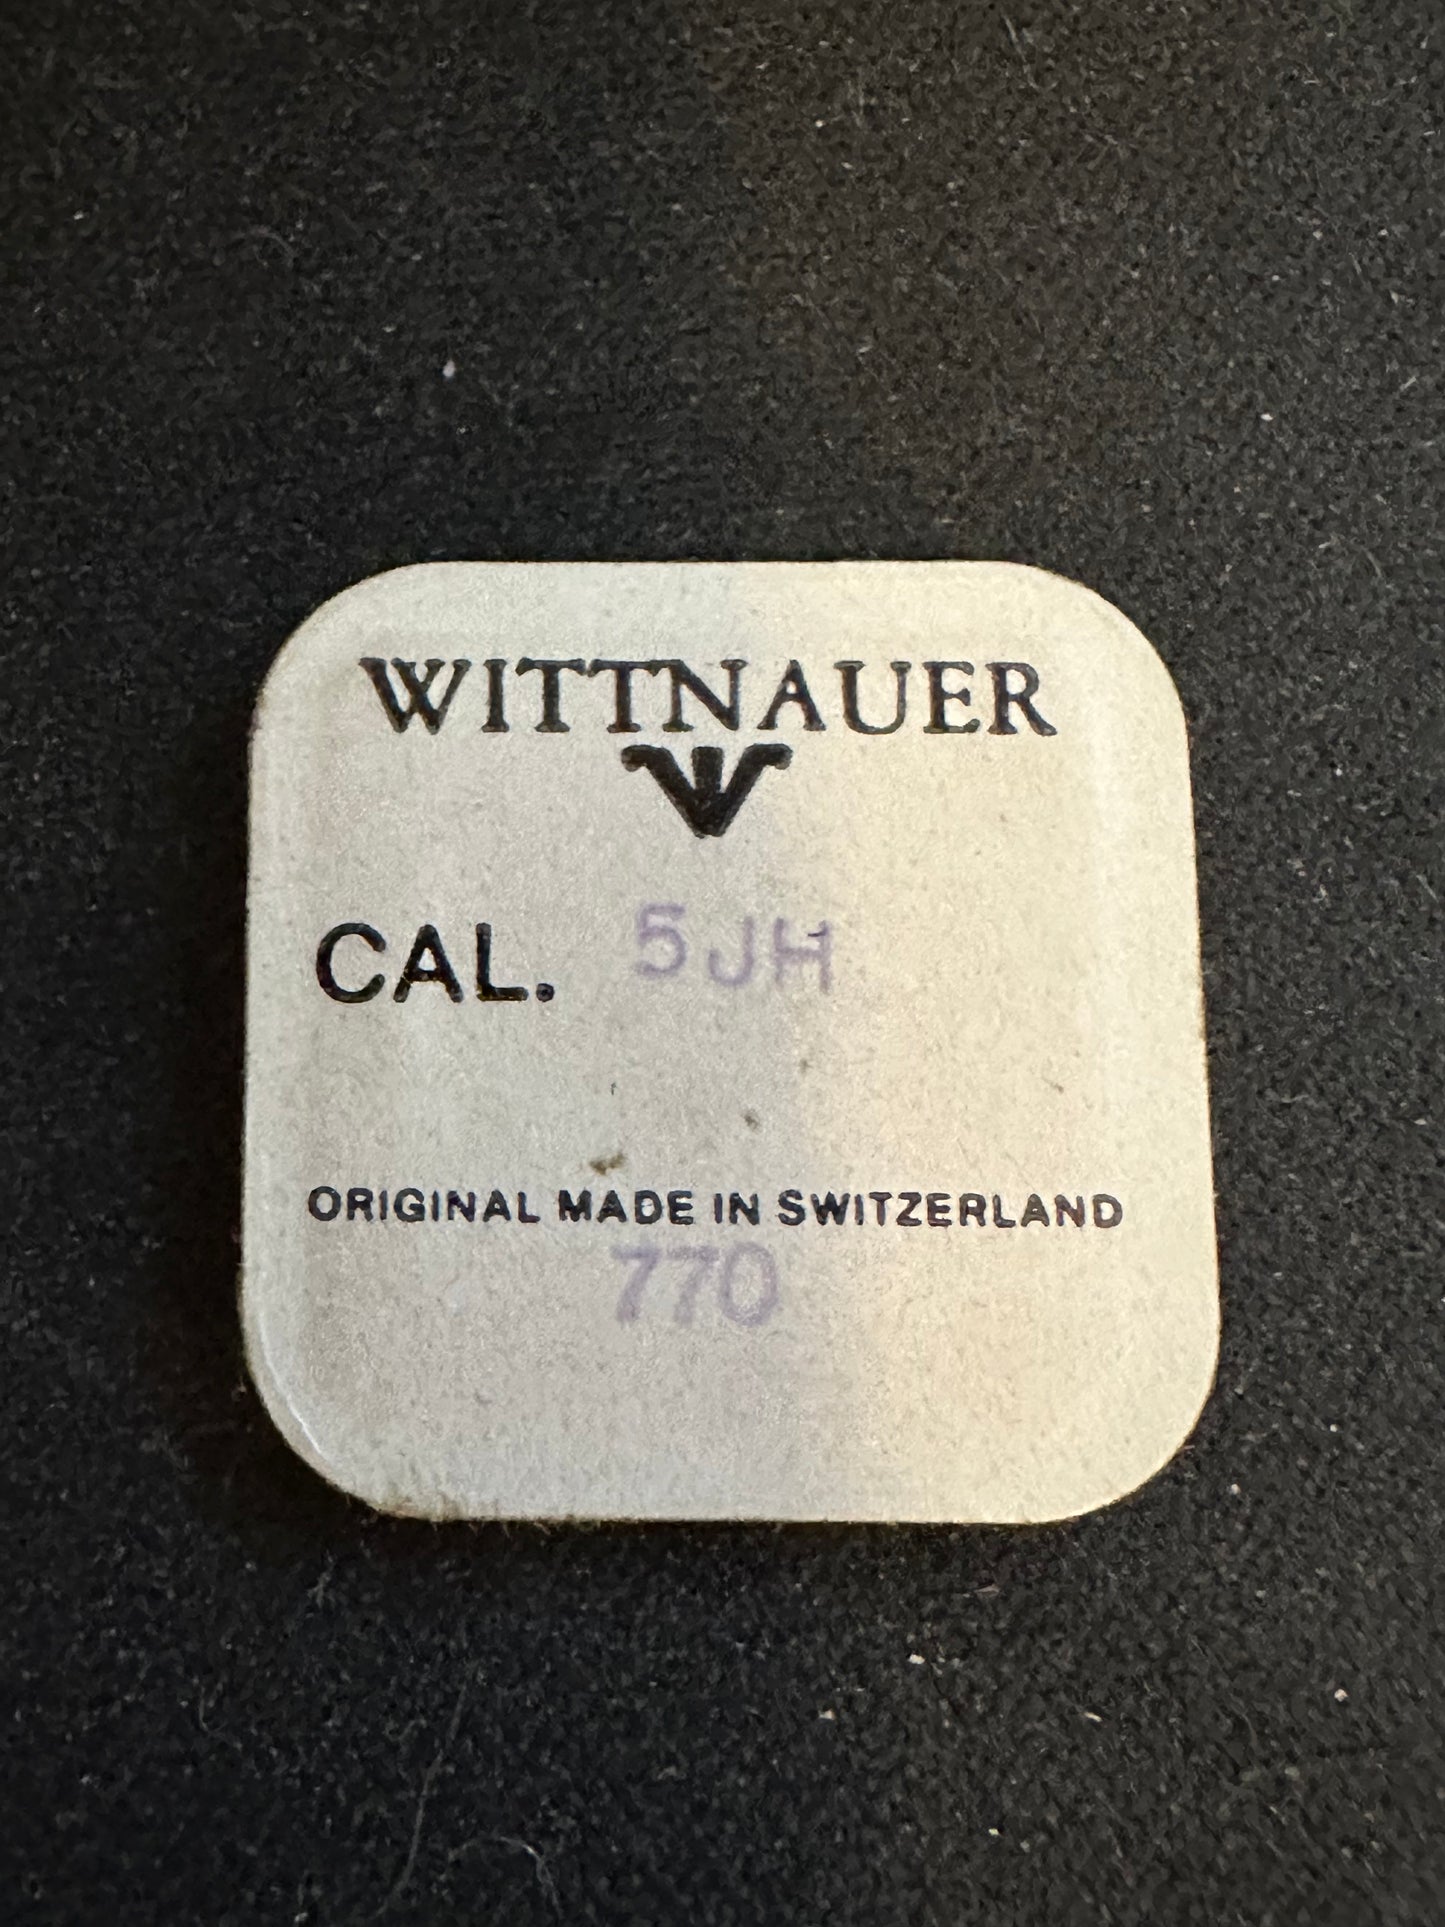 WITTNAUER
CAL. 5JH
ORIGINAL MADE IN SWITZERLAND
770